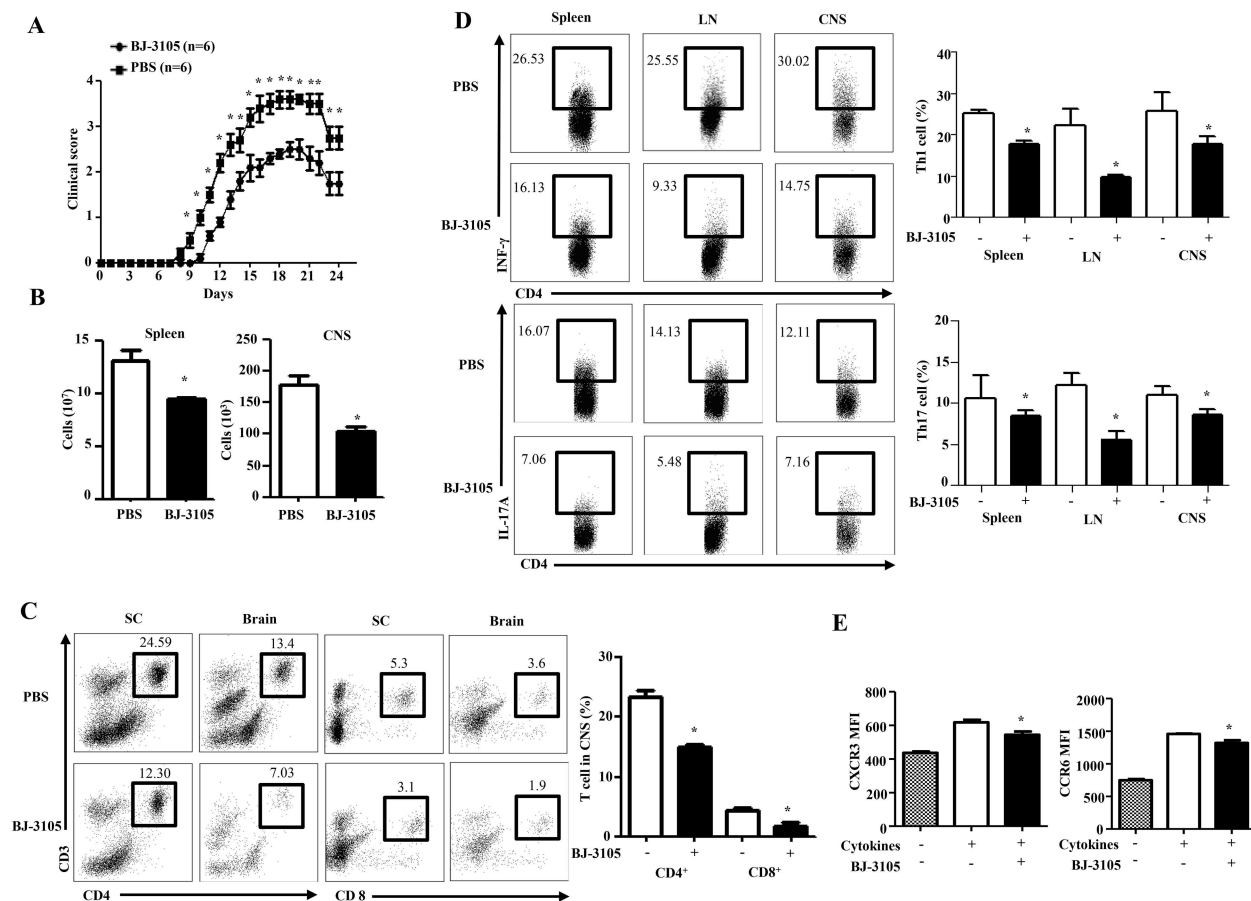 A
BJ-3105 (n=6)
PBS (n=6)
* * * * * * * * * * * * * * * *
Clinical score
4
3
2
1
0
0 3 6 9 12 15 18 21 24
Days
B
Spleen
Cells (10⁷)
15
10
5
0
*
PBS BJ-3105
CNS
Cells (10³)
250
200
150
100
50
0
*
PBS BJ-3105
C
SC Brain SC Brain
PBS
24.59 13.4 5.3 3.6
BJ-3105
12.30 7.03 3.1 1.9
CD3
CD4 CD8
T cell in CNS (%)
30
20
10
0
* *
BJ-3105 - + - +
CD4⁺ CD8⁺
D
Spleen LN CNS
PBS
26.53 25.55 30.02
BJ-3105
16.13 9.33 14.75
INF-γ
CD4
PBS
16.07 14.13 12.11
BJ-3105
7.06 5.48 7.16
IL-17A
CD4
Th1 cell (%)
40
30
20
10
0
* * *
BJ-3105 - + - + - +
Spleen LN CNS
Th17 cell (%)
20
15
10
5
0
* * *
BJ-3105 - + - + - +
Spleen LN CNS
E
CXCR3 MFI
800
600
400
200
0
*
Cytokines - + +
BJ-3105 - - +
CCR6 MFI
2000
1500
1000
500
0
*
Cytokines - + +
BJ-3105 - - +